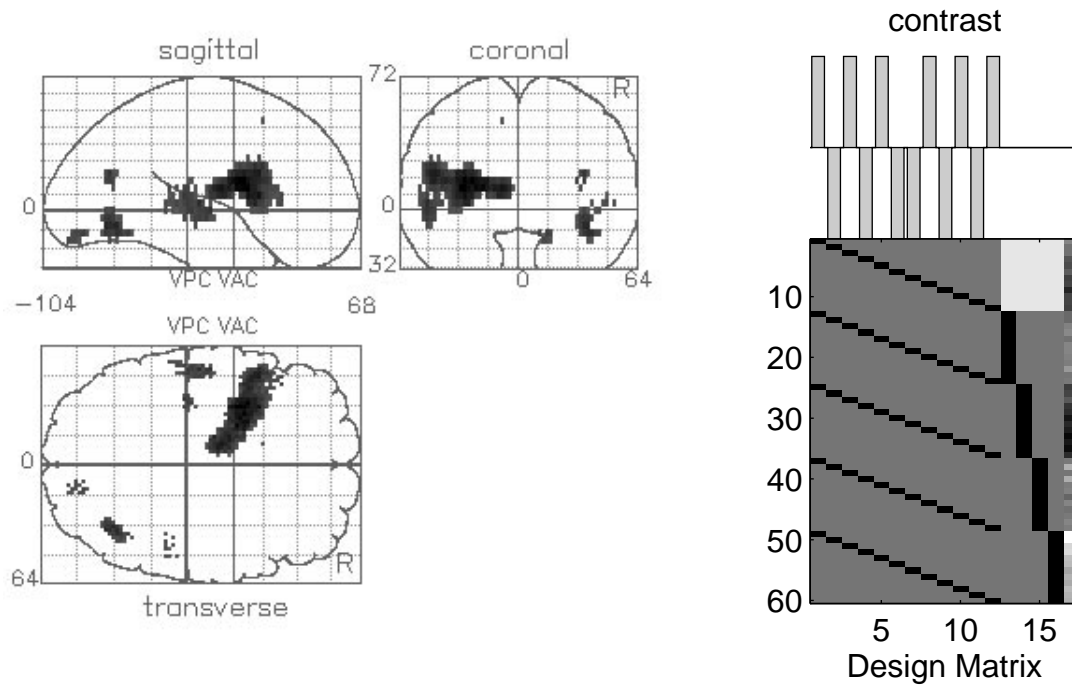 sagittal
coronal
72
R
0
0
32
VPC VAC
0
64
-104
68
VPC VAC
0
R
64
transverse
contrast
10
20
30
40
50
60
5
10
15
Design Matrix